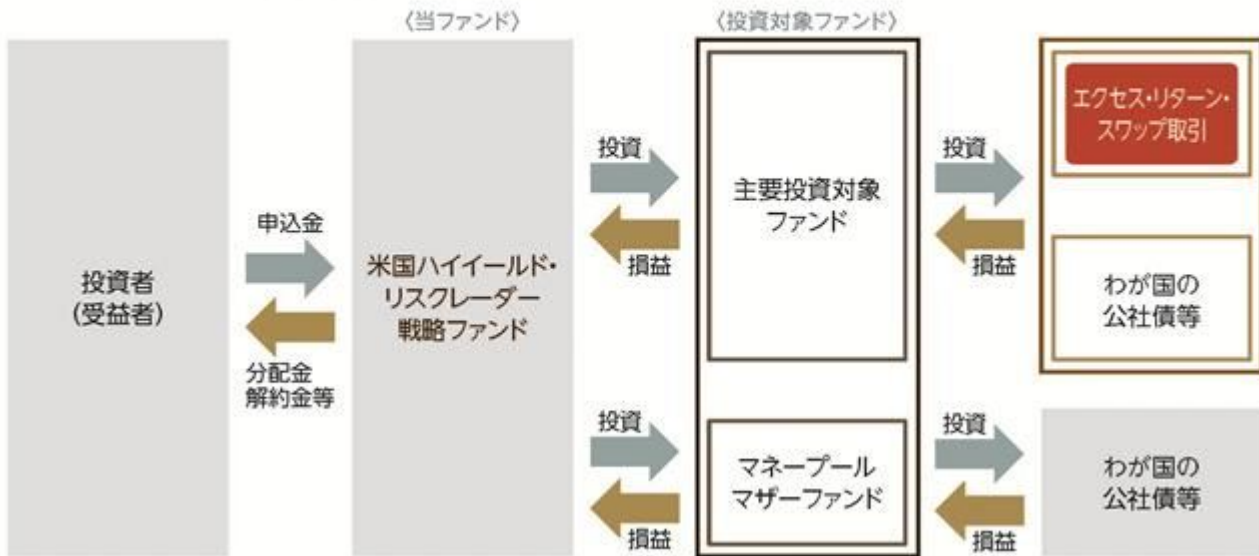 〈当ファンド〉
〈投資対象ファンド〉
投資者
(受益者)
申込金
分配金
解約金等
米国ハイイールド・
リスクレーダー
戦略ファンド
投資
損益
主要投資対象
ファンド
投資
損益
エクセス・リターン・
スワップ取引
わが国の
公社債等
投資
損益
マネープール
マザーファンド
投資
損益
わが国の
公社債等